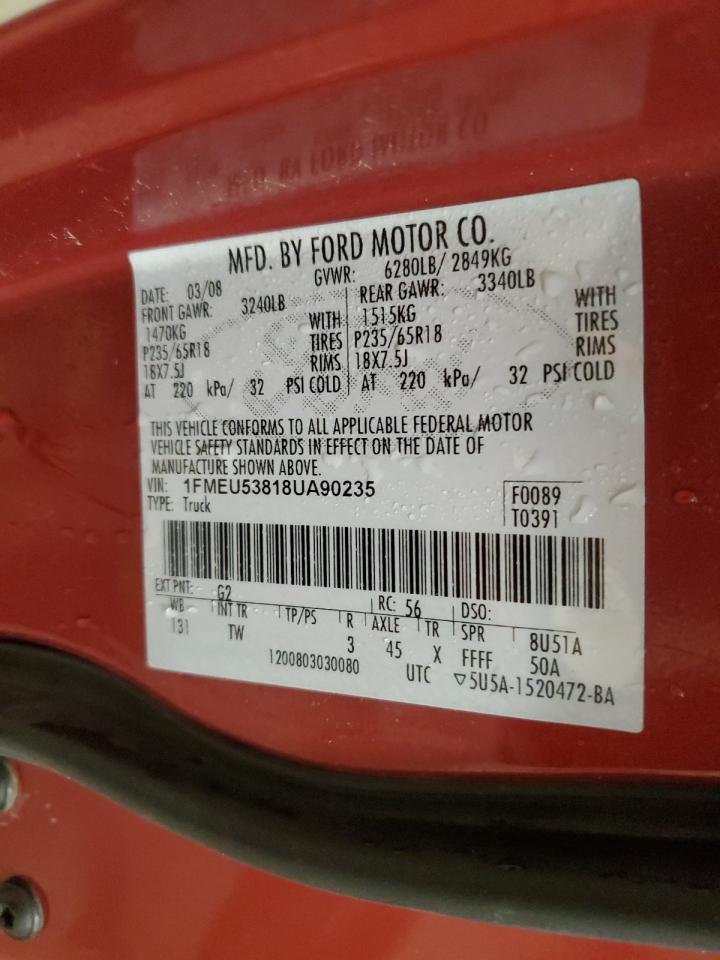 MFD. BY FORD MOTOR CO.
DATE: 03/08 GVWR: 6280LB/ 2849KG
FRONT GAWR: 3240LB REAR GAWR: 3340LB
1470KG WITH 1515KG WITH
P235/65R18 TIRES P235/65R18 TIRES
18X7.5J RIMS 18X7.5J RIMS
AT 220 kPa/ 32 PSI COLD AT 220 kPa/ 32 PSI COLD
THIS VEHICLE CONFORMS TO ALL APPLICABLE FEDERAL MOTOR
VEHICLE SAFETY STANDARDS IN EFFECT ON THE DATE OF
MANUFACTURE SHOWN ABOVE.
VIN: 1FMEU53818UA90235 F0089
TYPE: Truck T0391
EXT PNT: G2 RC: 56 DSO:
WB INT TR TP/PS R AXLE TR SPR 8U51A
131 TW 3 45 X FFFF 50A
1200803030080 UTC ▽5U5A-1520472-BA